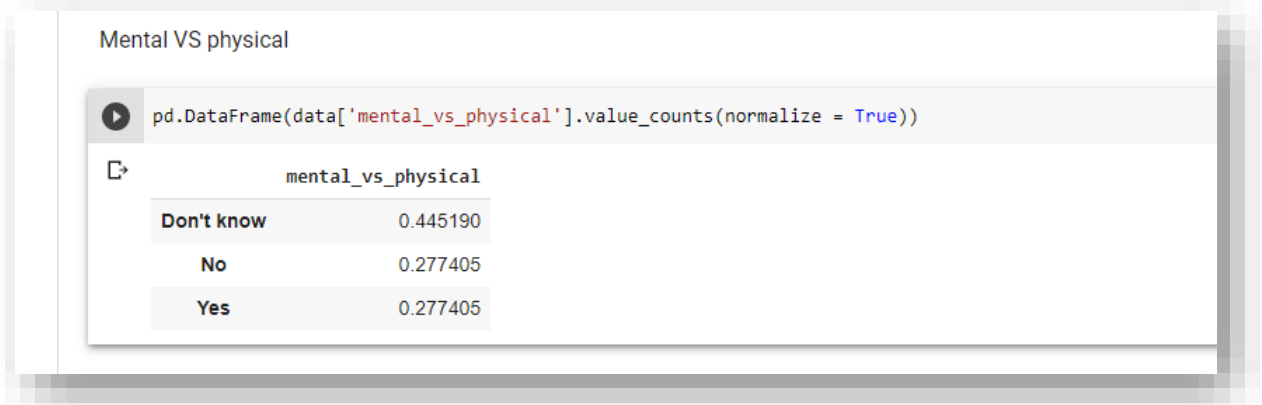 Mental VS physical
pd.DataFrame(data['mental_vs_physical'].value_counts(normalize = True))
mental_vs_physical
Don't know 0.445190
No 0.277405
Yes 0.277405